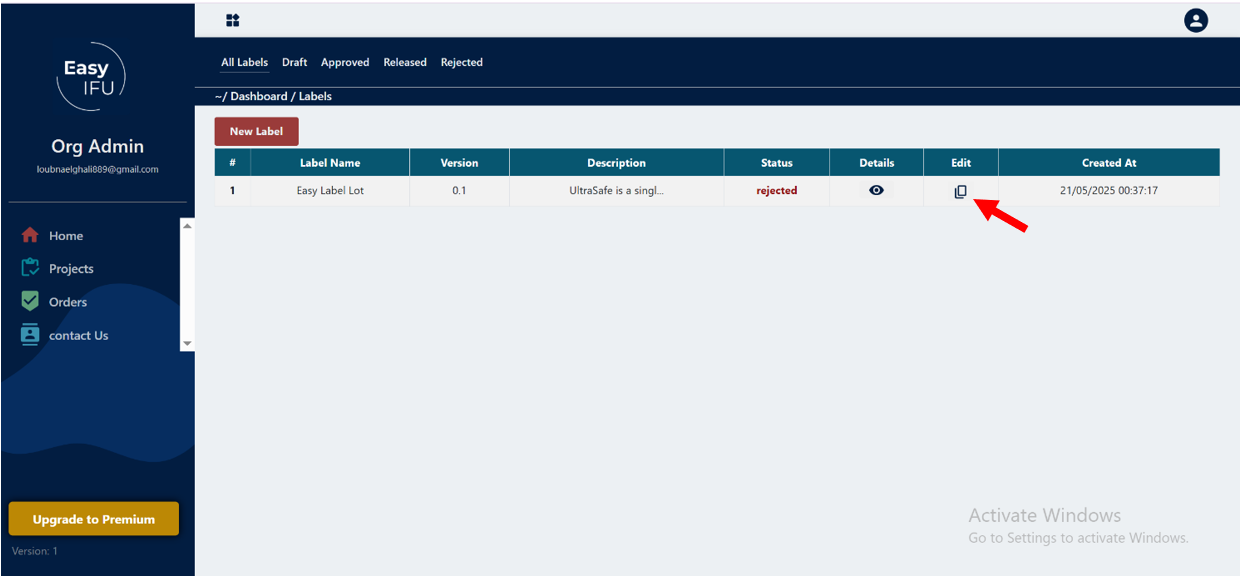 Easy
IFU
Org Admin
loubnaelghali889@gmail.com
Home
Projects
Orders
contact Us
Upgrade to Premium
Version: 1
All Labels Draft Approved Released Rejected
~/ Dashboard / Labels
New Label
# Label Name Version Description Status Details Edit Created At
1 Easy Label Lot 0.1 UltraSafe is a singl... rejected 21/05/2025 00:37:17
Activate Windows
Go to Settings to activate Windows.